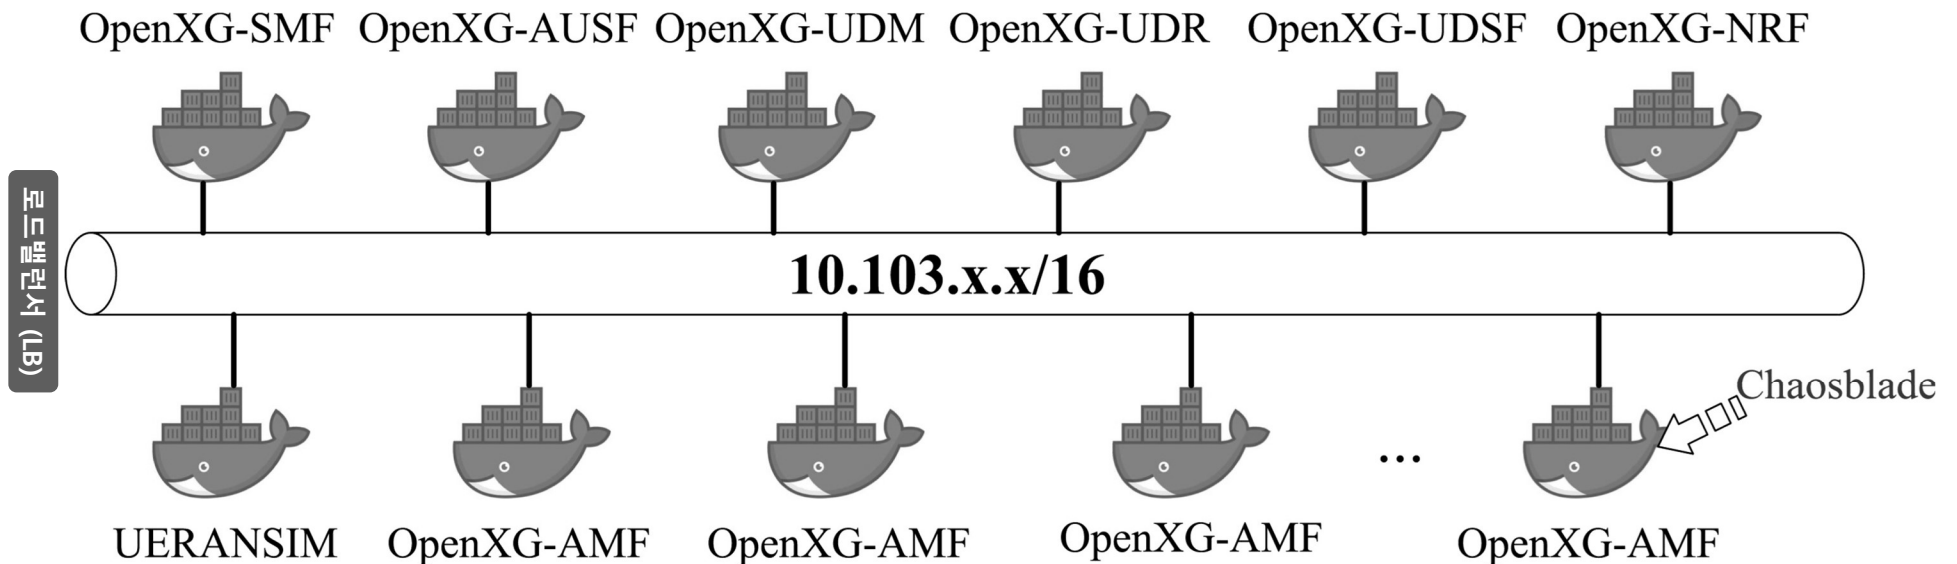 OpenXG-SMF OpenXG-AUSF OpenXG-UDM OpenXG-UDR OpenXG-UDSF OpenXG-NRF
로드밸런서 (LB)
10.103.x.x/16
Chaosblade
...
UERANSIM OpenXG-AMF OpenXG-AMF OpenXG-AMF OpenXG-AMF